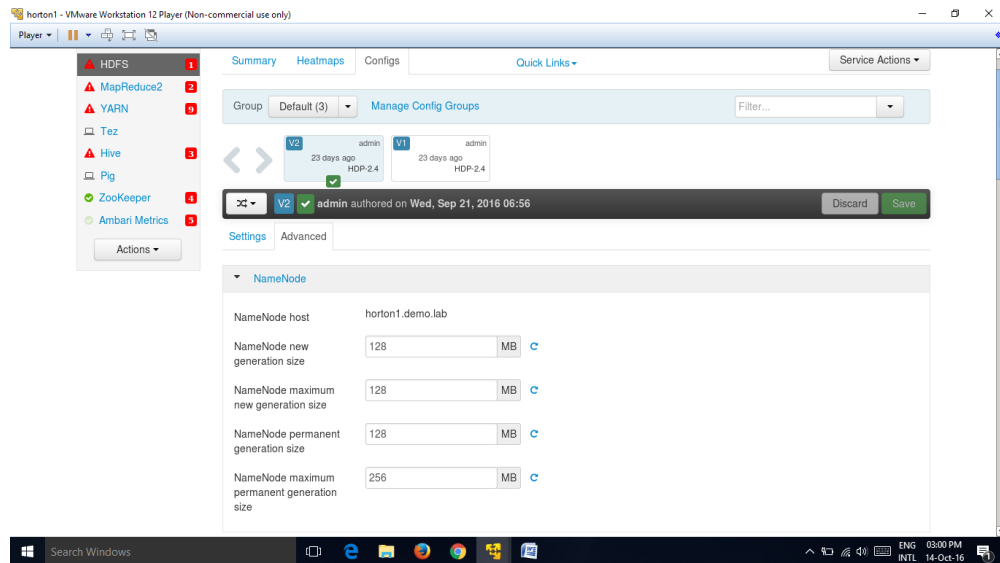 horton1 - VMware Workstation 12 Player (Non-commercial use only)
Player
HDFS 1
MapReduce2 2
YARN 9
Tez
Hive 3
Pig
ZooKeeper 4
Ambari Metrics 5
Actions
Summary Heatmaps Configs Quick Links Service Actions
Group Default (3) Manage Config Groups Filter...
V2 admin
23 days ago
HDP-2.4
V1 admin
23 days ago
HDP-2.4
V2 admin authored on Wed, Sep 21, 2016 06:56 Discard Save
Settings Advanced
NameNode
NameNode host horton1.demo.lab
NameNode new
generation size
128 MB
NameNode maximum
new generation size
128 MB
NameNode permanent
generation size
128 MB
NameNode maximum
permanent generation
size
256 MB
Search Windows
ENG
INTL
03:00 PM
14-Oct-16
1